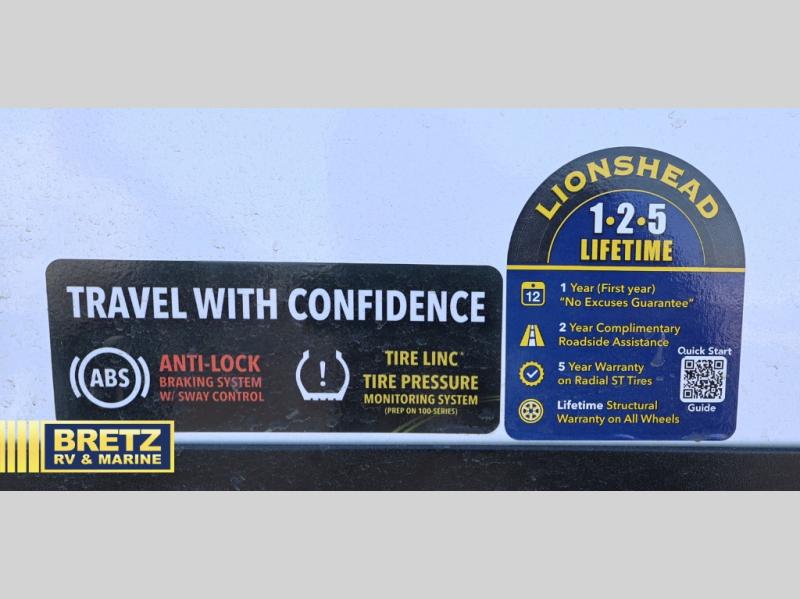 TRAVEL WITH CONFIDENCE
ABS
ANTI-LOCK
BRAKING SYSTEM
W/ SWAY CONTROL
!
TIRE LINC
TIRE PRESSURE
MONITORING SYSTEM
(PREP ON 100-SERIES)
LIONSHEAD
1•2•5
LIFETIME
12
1 Year (First year)
“No Excuses Guarantee”
2 Year Complimentary
Roadside Assistance
5 Year Warranty
on Radial ST Tires
Lifetime Structural
Warranty on All Wheels
Quick Start
Guide
BRETZ
RV & MARINE